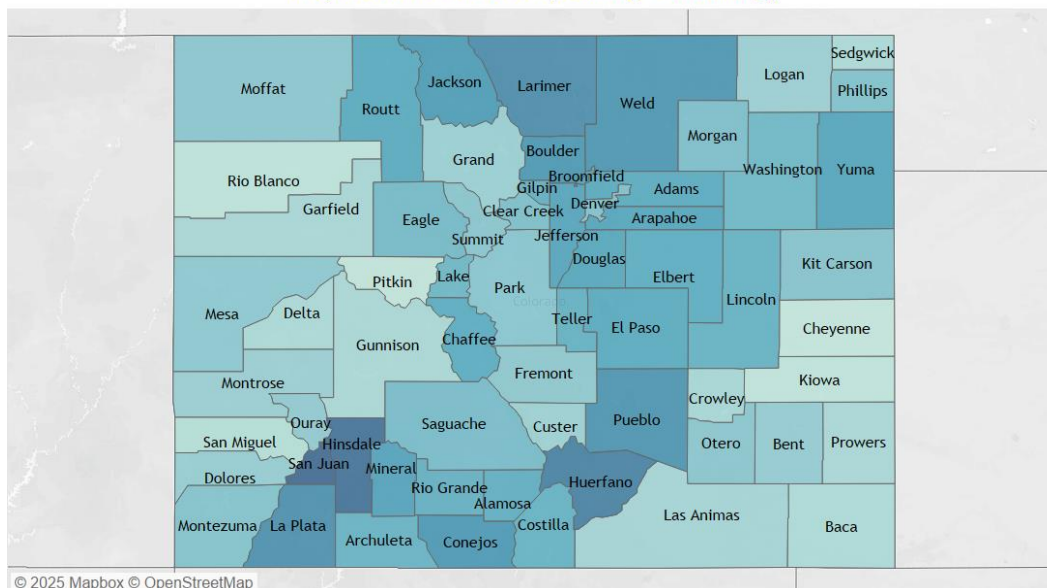 Sedgwick
Logan
Moffat
Jackson
Larimer
Phillips
Routt
Weld
Morgan
Grand
Boulder
Washington
Yuma
Broomfield
Rio Blanco
Gilpin
Adams
Denver
Garfield
Clear Creek
Eagle
Arapahoe
Summit
Jefferson
Douglas
Kit Carson
Lake
Elbert
Pitkin
Park
Lincoln
Colorado
Mesa
Delta
Teller
El Paso
Cheyenne
Chaffee
Gunnison
Fremont
Montrose
Kiowa
Crowley
Ouray
Saguache
Custer
Pueblo
San Miguel
Hinsdale
Otero
Bent
Prowers
San Juan
Mineral
Dolores
Huerfano
Rio Grande
Alamosa
Las Animas
Montezuma
La Plata
Costilla
Baca
Archuleta
Conejos
© 2025 Mapbox © OpenStreetMap